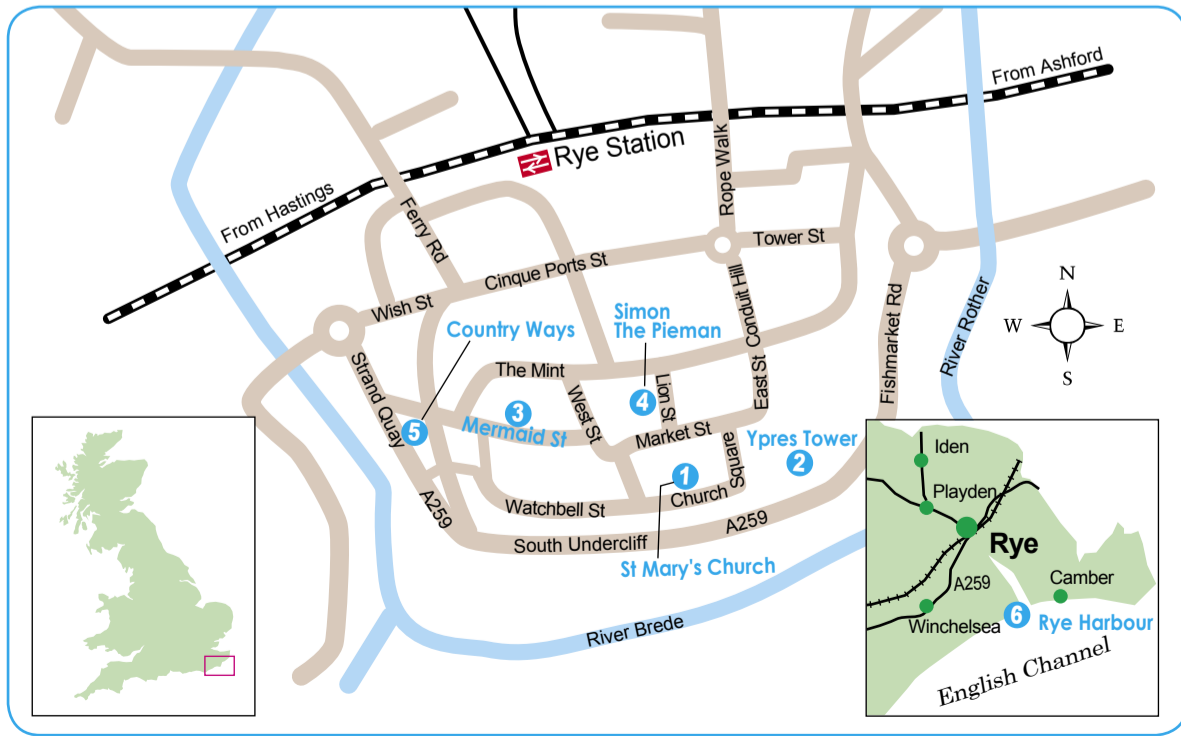 From Ashford
Rye Station
Rope Walk
From Hastings
Ferry Rd
Tower St
Cinque Ports St
Wish St
Conduit Hill
Fishmarket Rd
River Rother
N
W
E
S
Simon
The Pieman
Country Ways
Strand Quay
The Mint
Lion St
East St
West St
4
3
5
Mermaid St
Market St
Ypres Tower
2
1
Square
Church
Watchbell St
A259
A259
South Undercliff
St Mary's Church
River Brede
Iden
Playden
Rye
A259
Camber
Winchelsea
6
Rye Harbour
English Channel